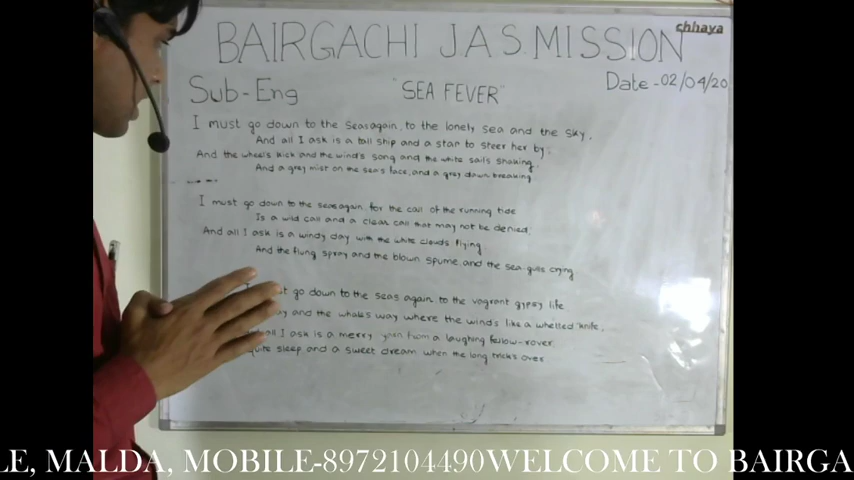 chhaya
BAIRGACHI JAS MISSION
Sub-Eng
"SEA FEVER"
Date-02/04/20
I must go down to the seas again, to the lonely sea and the sky,
And all I ask is a tall ship and a star to steer her by.
And the wheel's kick and the wind's song and the white sails shaking,
And a grey mist on the sea's face, and a grey dawn breaking
I must go down to the seas again for the call of the running tide
Is a wild call and a clear call that may not be denied;
And all I ask is a windy day with the white clouds flying
And the flung spray and the blown spume, and the sea-gulls crying
go down to the seas again to the vagrant gypsy life
and the whales way where the wind's like a whetted knife,
all I ask is a merry yarn from a laughing fellow-rover
quite sleep and a sweet dream when the long tricks over
LE, MALDA, MOBILE-8972104490WELCOME TO BAIRGA